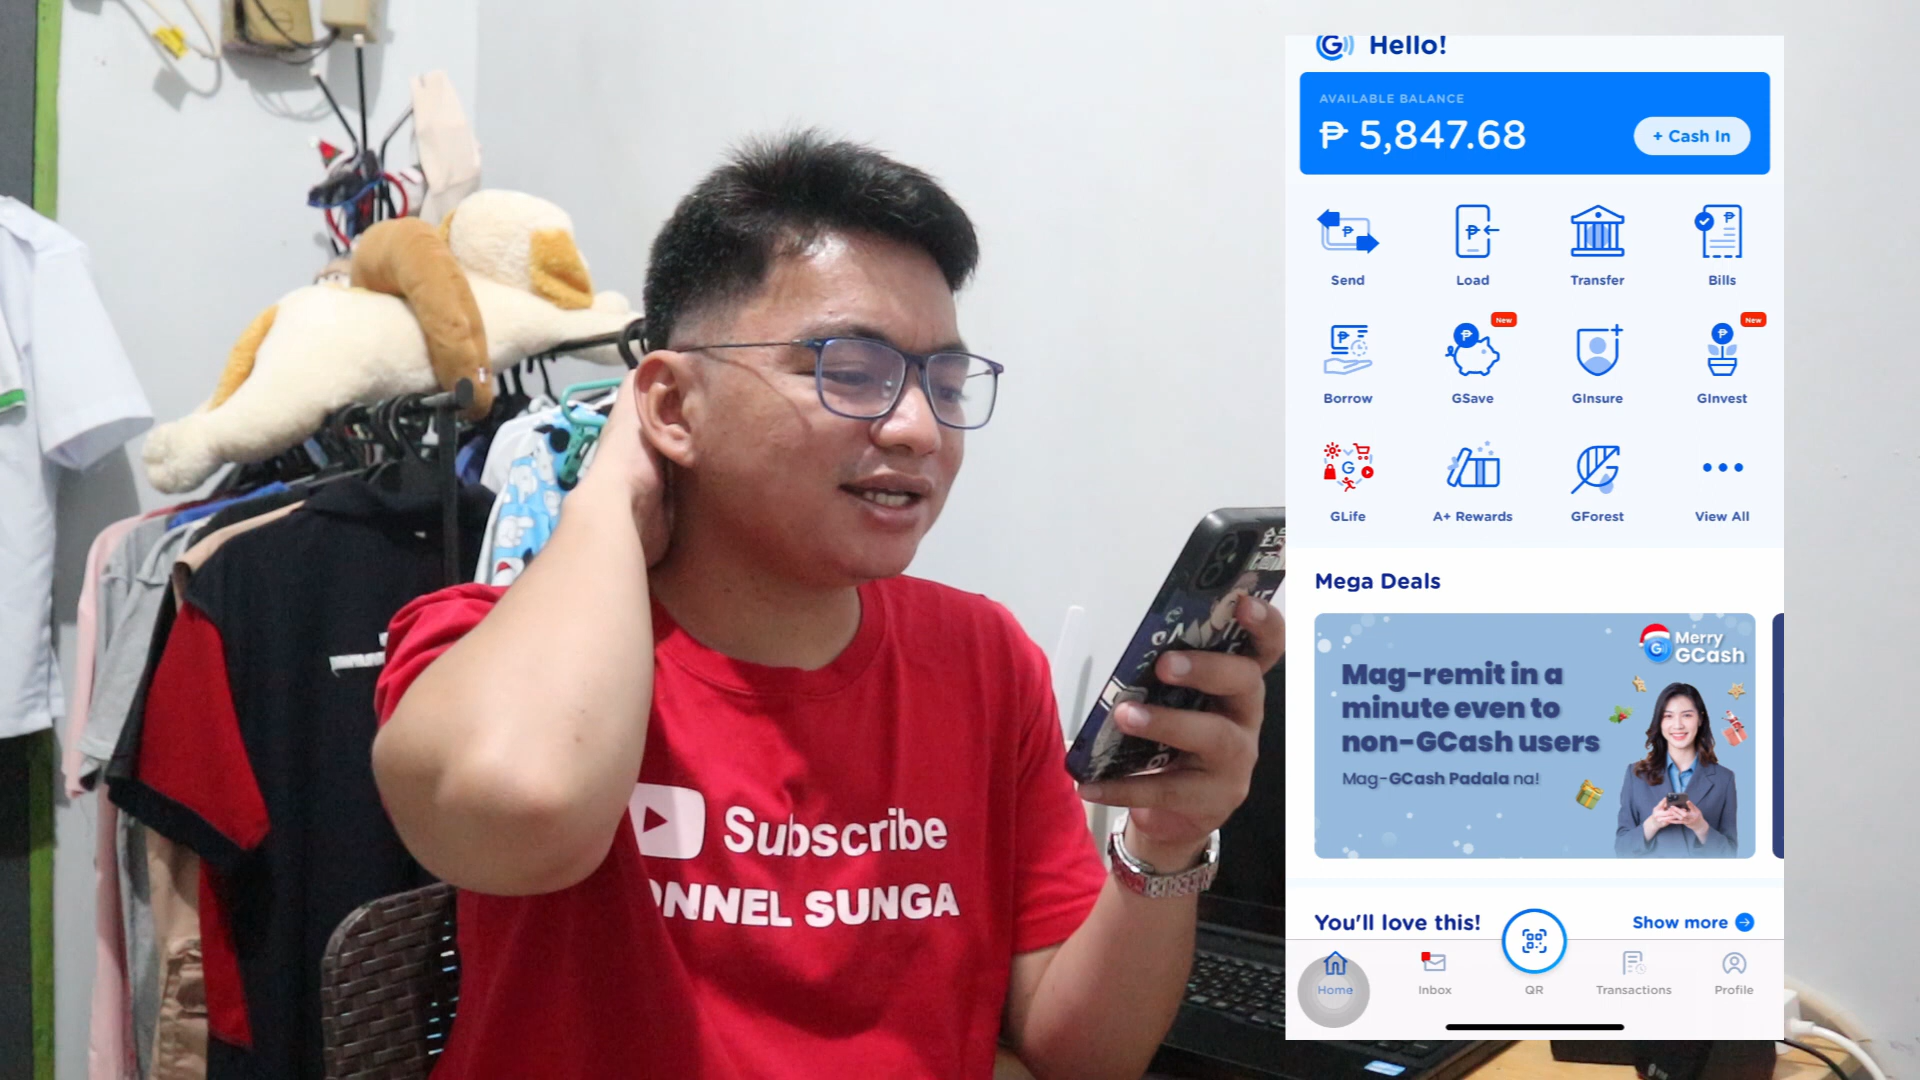 Subscribe
ONNEL SUNGA
Hello!
AVAILABLE BALANCE
₱ 5,847.68
+ Cash In
Send
Load
Transfer
Bills
New
New
Borrow
GSave
GInsure
GInvest
GLife
A+ Rewards
GForest
View All
Mega Deals
Merry
GCash
Mag-remit in a
minute even to
non-GCash users
Mag-GCash Padala na!
You'll love this!
Show more
Home
Inbox
QR
Transactions
Profile